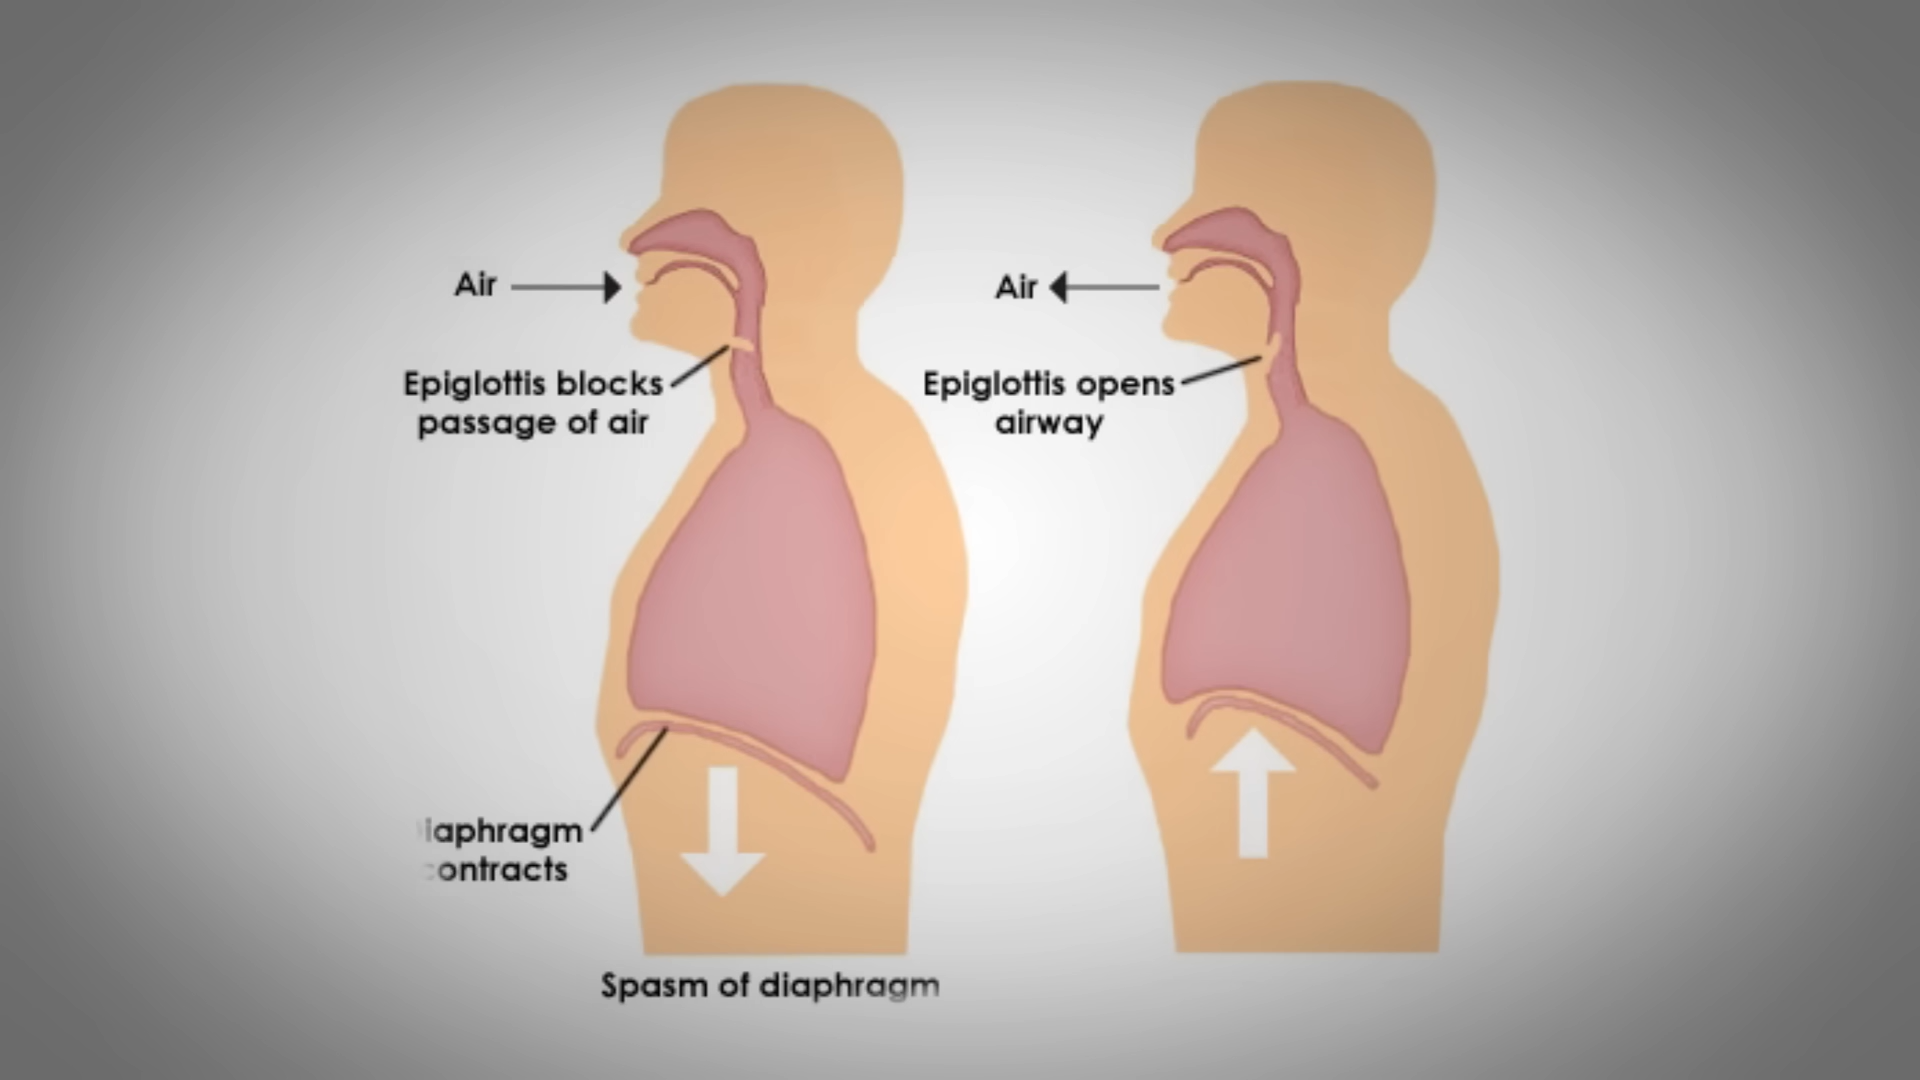 Air
Epiglottis blocks
passage of air
Air
Epiglottis opens
airway
iaphragm
ontracts
Spasm of diaphragm